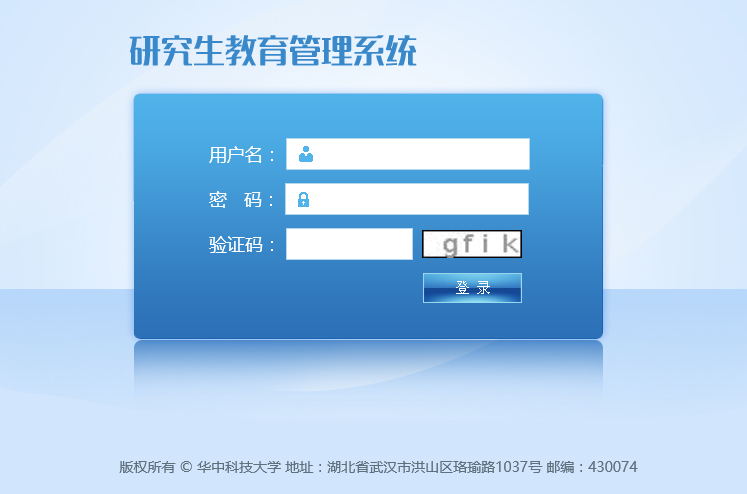 研究生教育管理系统
用户名：
密 码：
验证码： gfik
登 录
版权所有 © 华中科技大学 地址：湖北省武汉市洪山区珞瑜路1037号 邮编：430074